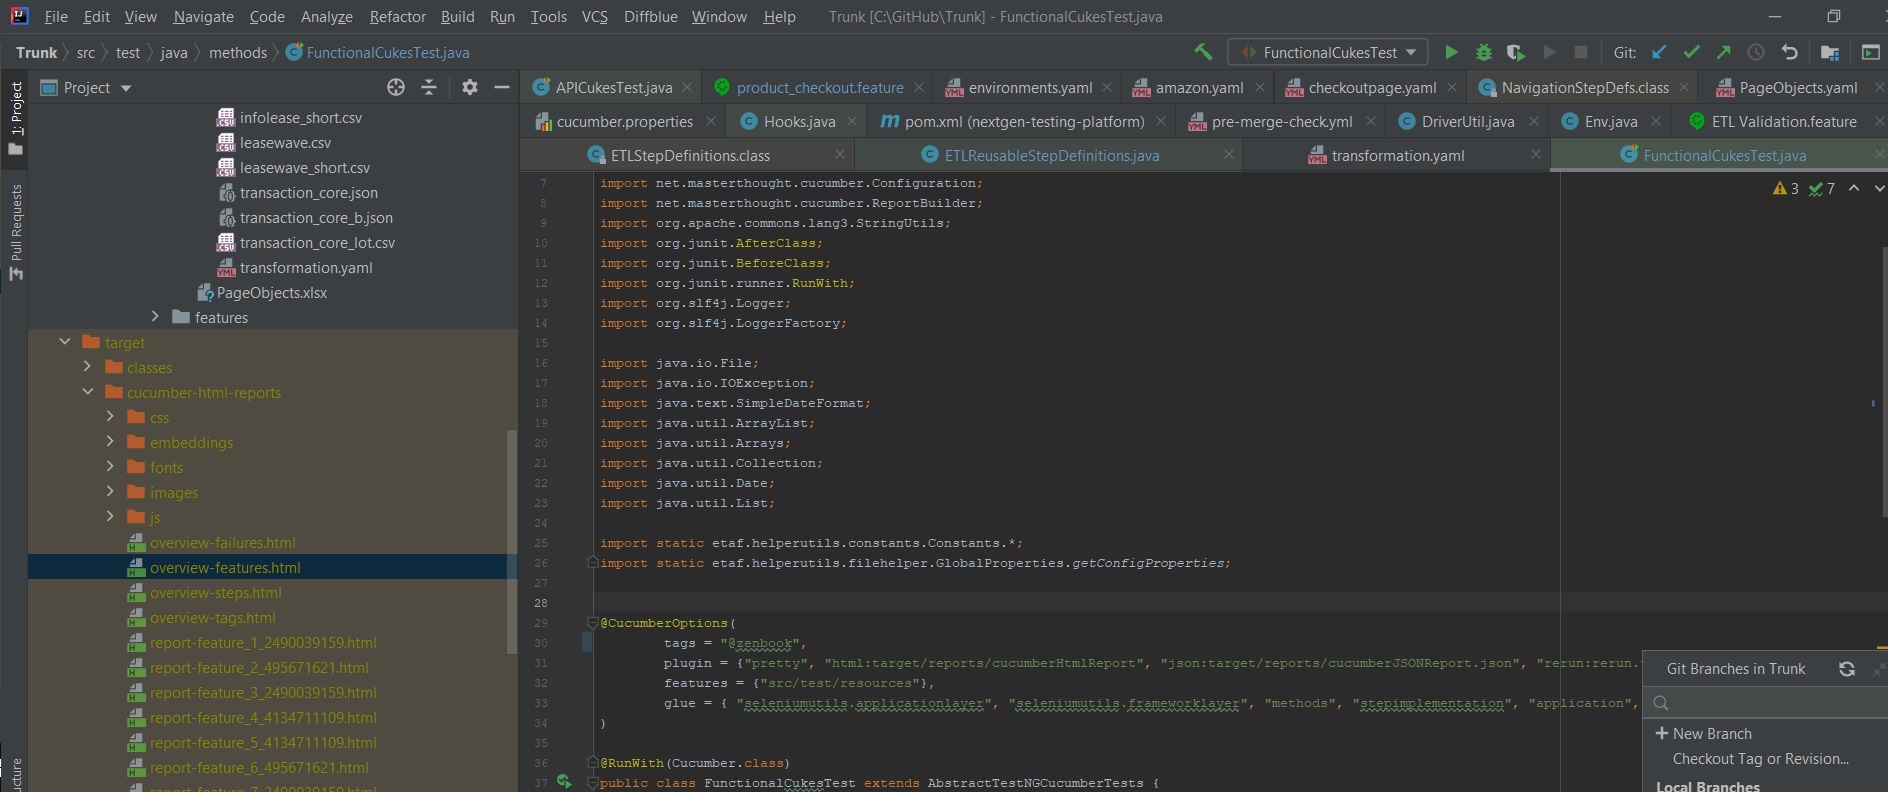 File Edit View Navigate Code Analyze Refactor Build Run Tools VCS Diffblue Window Help Trunk [C:\GitHub\Trunk] - FunctionalCukesTest.java
Trunk src test java methods FunctionalCukesTest.java FunctionalCukesTest Git:
1: Project
Pull Requests
Project
infolease_short.csv
leasewave.csv
leasewave_short.csv
transaction_core.json
transaction_core_b.json
transaction_core_lot.csv
transformation.yaml
PageObjects.xlsx
features
target
classes
cucumber-html-reports
css
embeddings
fonts
images
js
overview-failures.html
overview-features.html
overview-steps.html
overview-tags.html
report-feature_1_2490039159.html
report-feature_2_495671621.html
report-feature_3_2490039159.html
report-feature_4_4134711109.html
report-feature_5_4134711109.html
report-feature_6_495671621.html
APICukesTest.java product_checkout.feature environments.yaml amazon.yaml checkoutpage.yaml NavigationStepDefs.class PageObjects.yaml
cucumber.properties Hooks.java pom.xml (nextgen-testing-platform) pre-merge-check.yml DriverUtil.java Env.java ETL Validation.feature
ETLStepDefinitions.class ETLReusableStepDefinitions.java transformation.yaml FunctionalCukesTest.java
3 7
7 import net.masterthought.cucumber.Configuration;
8 import net.masterthought.cucumber.ReportBuilder;
9 import org.apache.commons.lang3.StringUtils;
10 import org.junit.AfterClass;
11 import org.junit.BeforeClass;
12 import org.junit.runner.RunWith;
13 import org.slf4j.Logger;
14 import org.slf4j.LoggerFactory;
15
16 import java.io.File;
17 import java.io.IOException;
18 import java.text.SimpleDateFormat;
19 import java.util.ArrayList;
20 import java.util.Arrays;
21 import java.util.Collection;
22 import java.util.Date;
23 import java.util.List;
24
25 import static etaf.helperutils.constants.Constants.*;
26 import static etaf.helperutils.filehelper.GlobalProperties.getConfigProperties;
27
28
29 @CucumberOptions(
30 tags = "@zenbook",
31 plugin = {"pretty", "html:target/reports/cucumberHtmlReport", "json:target/reports/cucumberJSONReport.json", "rerun:rerun.
32 features = {"src/test/resources"},
33 glue = { "seleniumutils.applicationlayer", "seleniumutils.frameworklayer", "methods", "stepimplementation", "application",
34 )
35
36 @RunWith(Cucumber.class)
37 public class FunctionalCukesTest extends AbstractTestNGCucumberTests {
Git Branches in Trunk
New Branch
Checkout Tag or Revision...
Local Branches